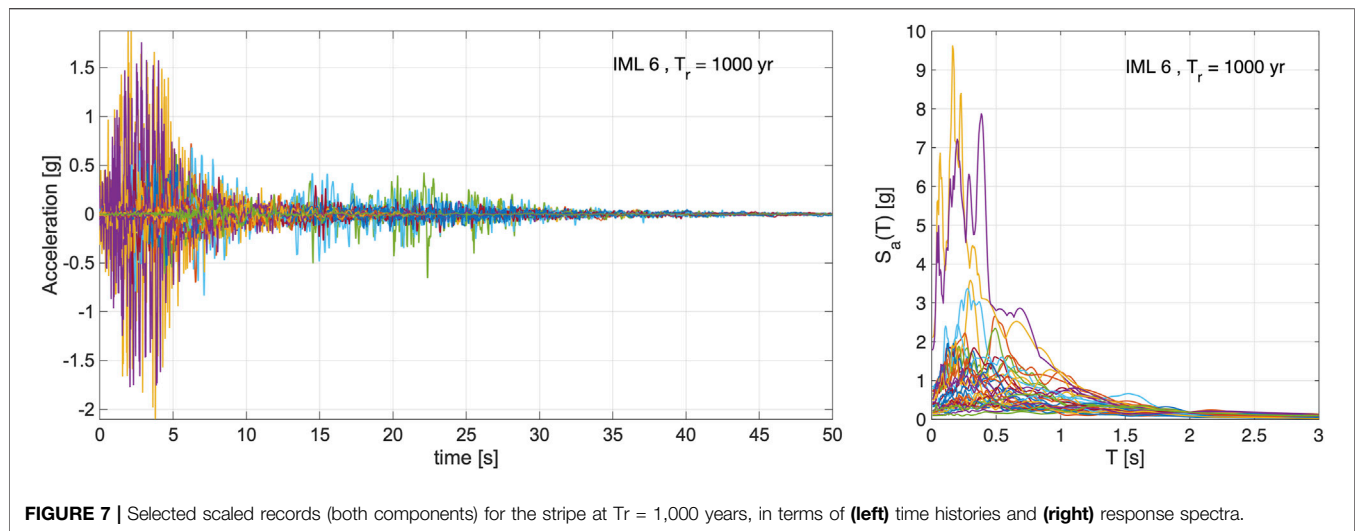 IML 6 , T_r = 1000 yr
Acceleration [g]
1.5
1
0.5
0
-0.5
-1
-1.5
-2
0 5 10 15 20 25 30 35 40 45 50
time [s]
IML 6 , T_r = 1000 yr
S_a(T) [g]
10
9
8
7
6
5
4
3
2
1
0
0 0.5 1 1.5 2 2.5 3
T [s]
FIGURE 7 | Selected scaled records (both components) for the stripe at Tr = 1,000 years, in terms of (left) time histories and (right) response spectra.